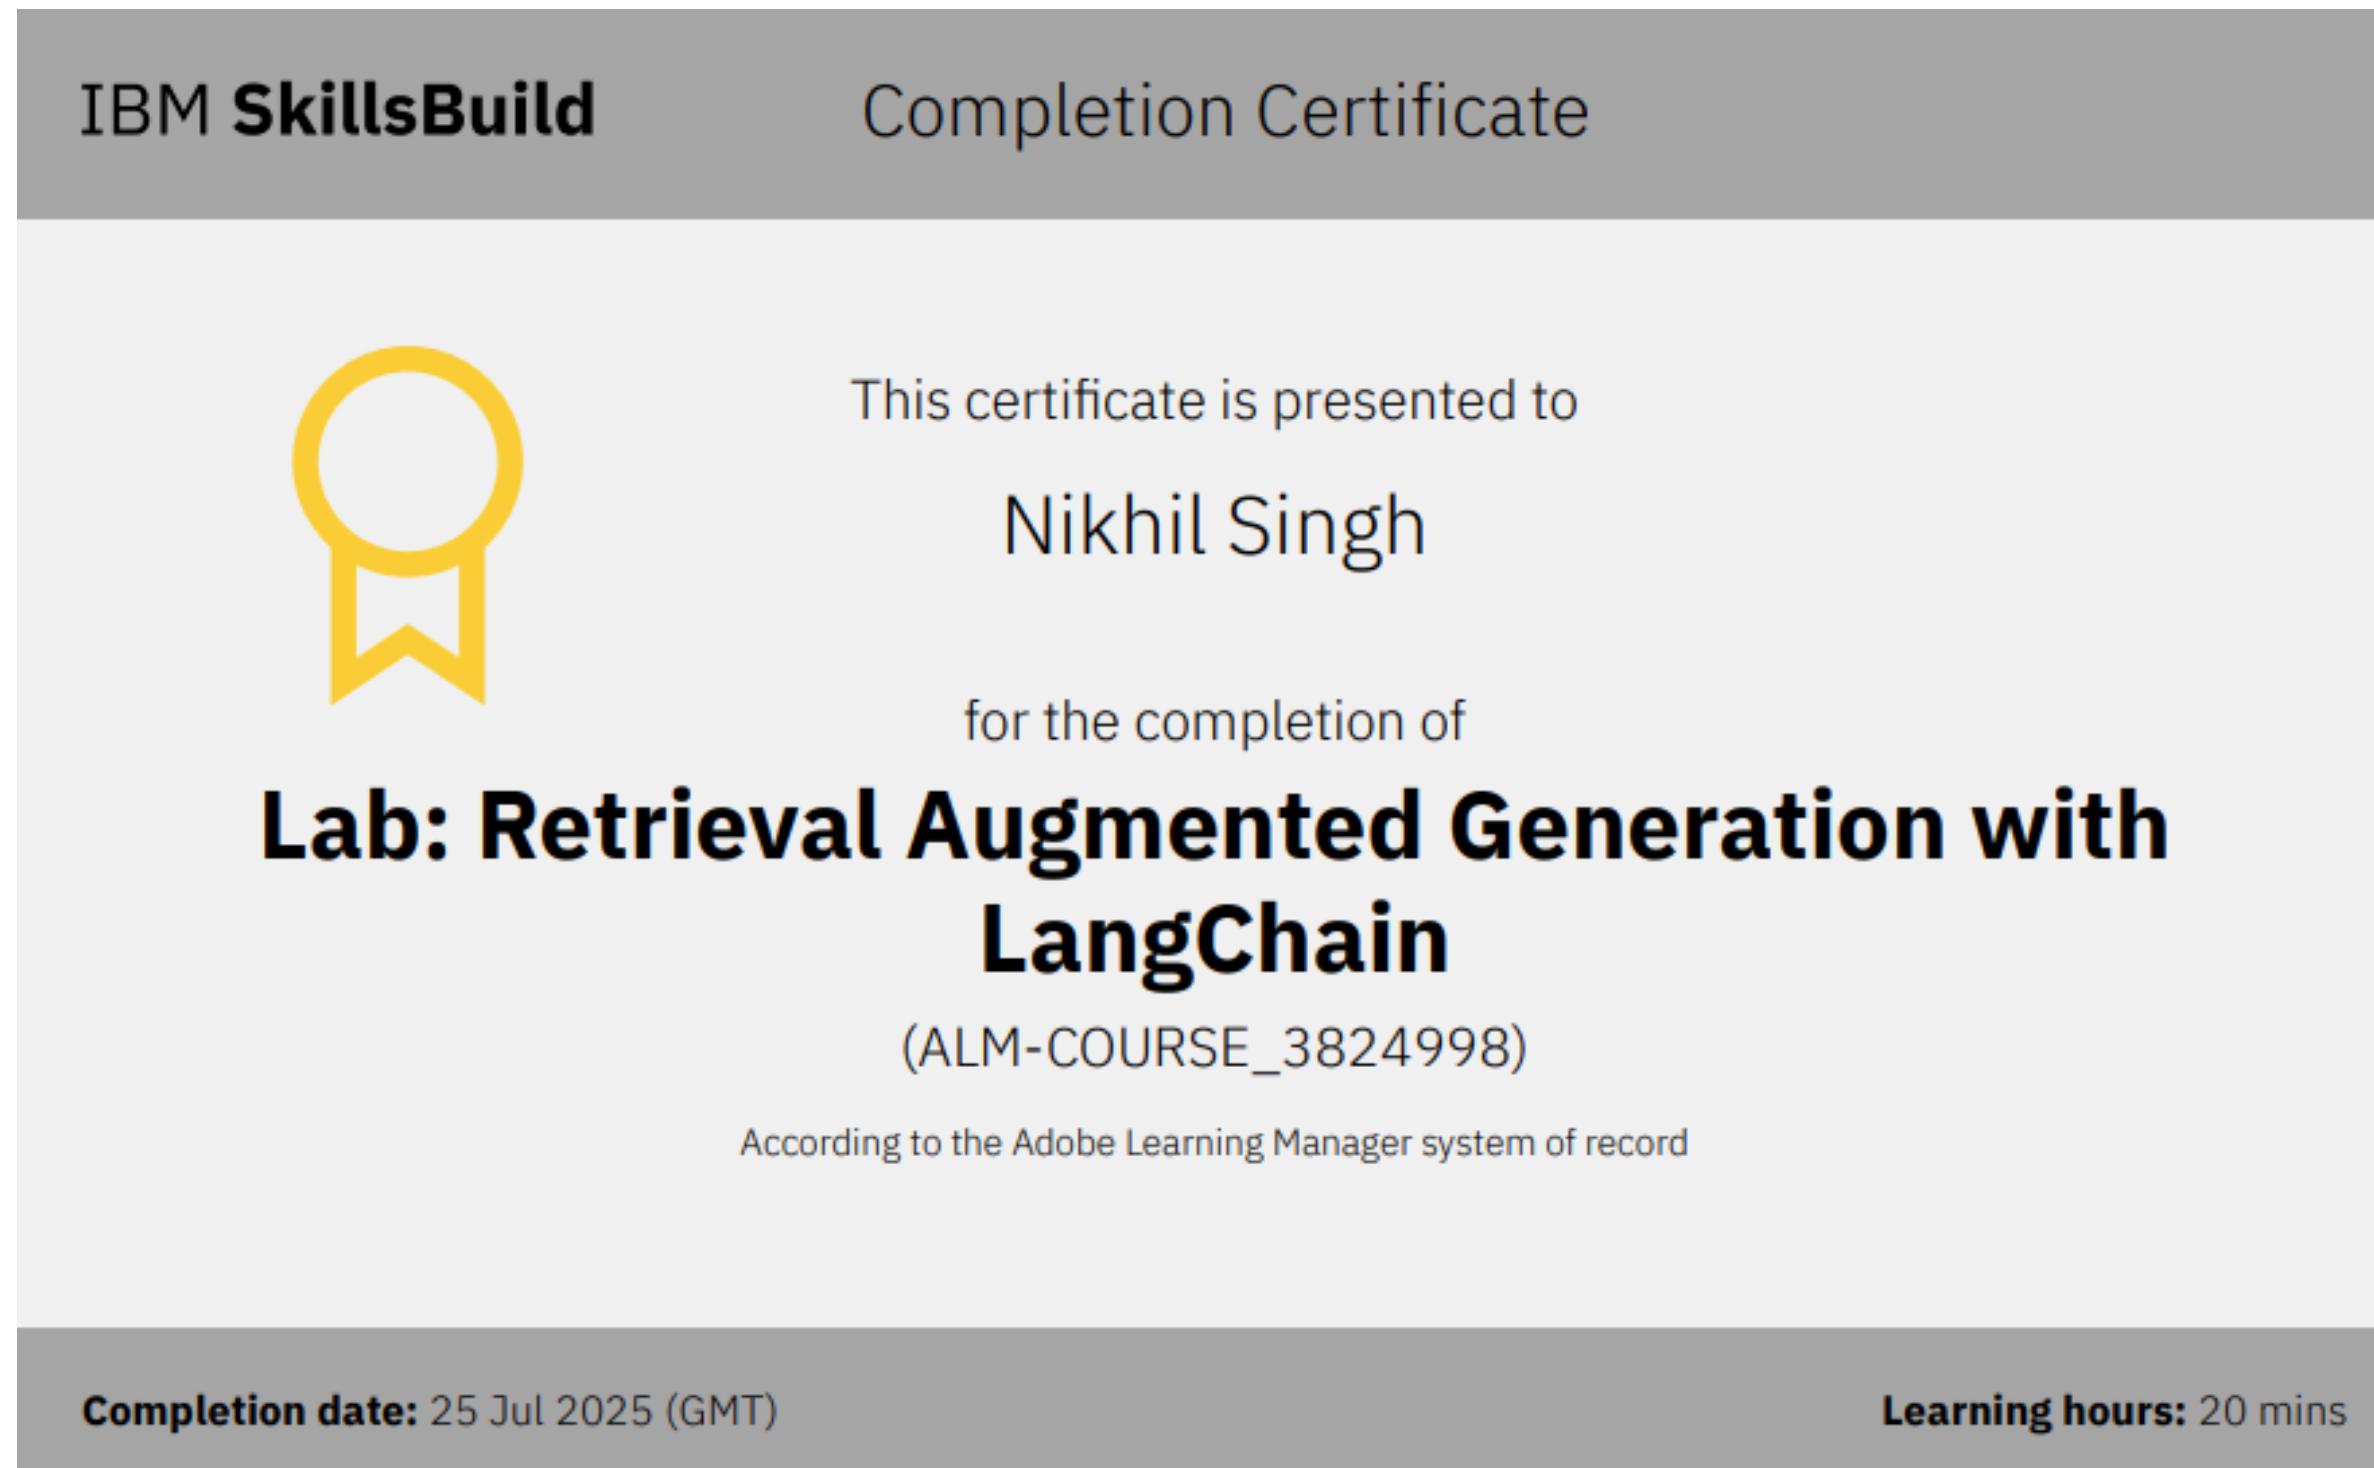 IBM SkillsBuild
Completion Certificate
This certificate is presented to
Nikhil Singh
for the completion of
Lab: Retrieval Augmented Generation with
LangChain
(ALM-COURSE_3824998)
According to the Adobe Learning Manager system of record
Completion date: 25 Jul 2025 (GMT)
Learning hours: 20 mins